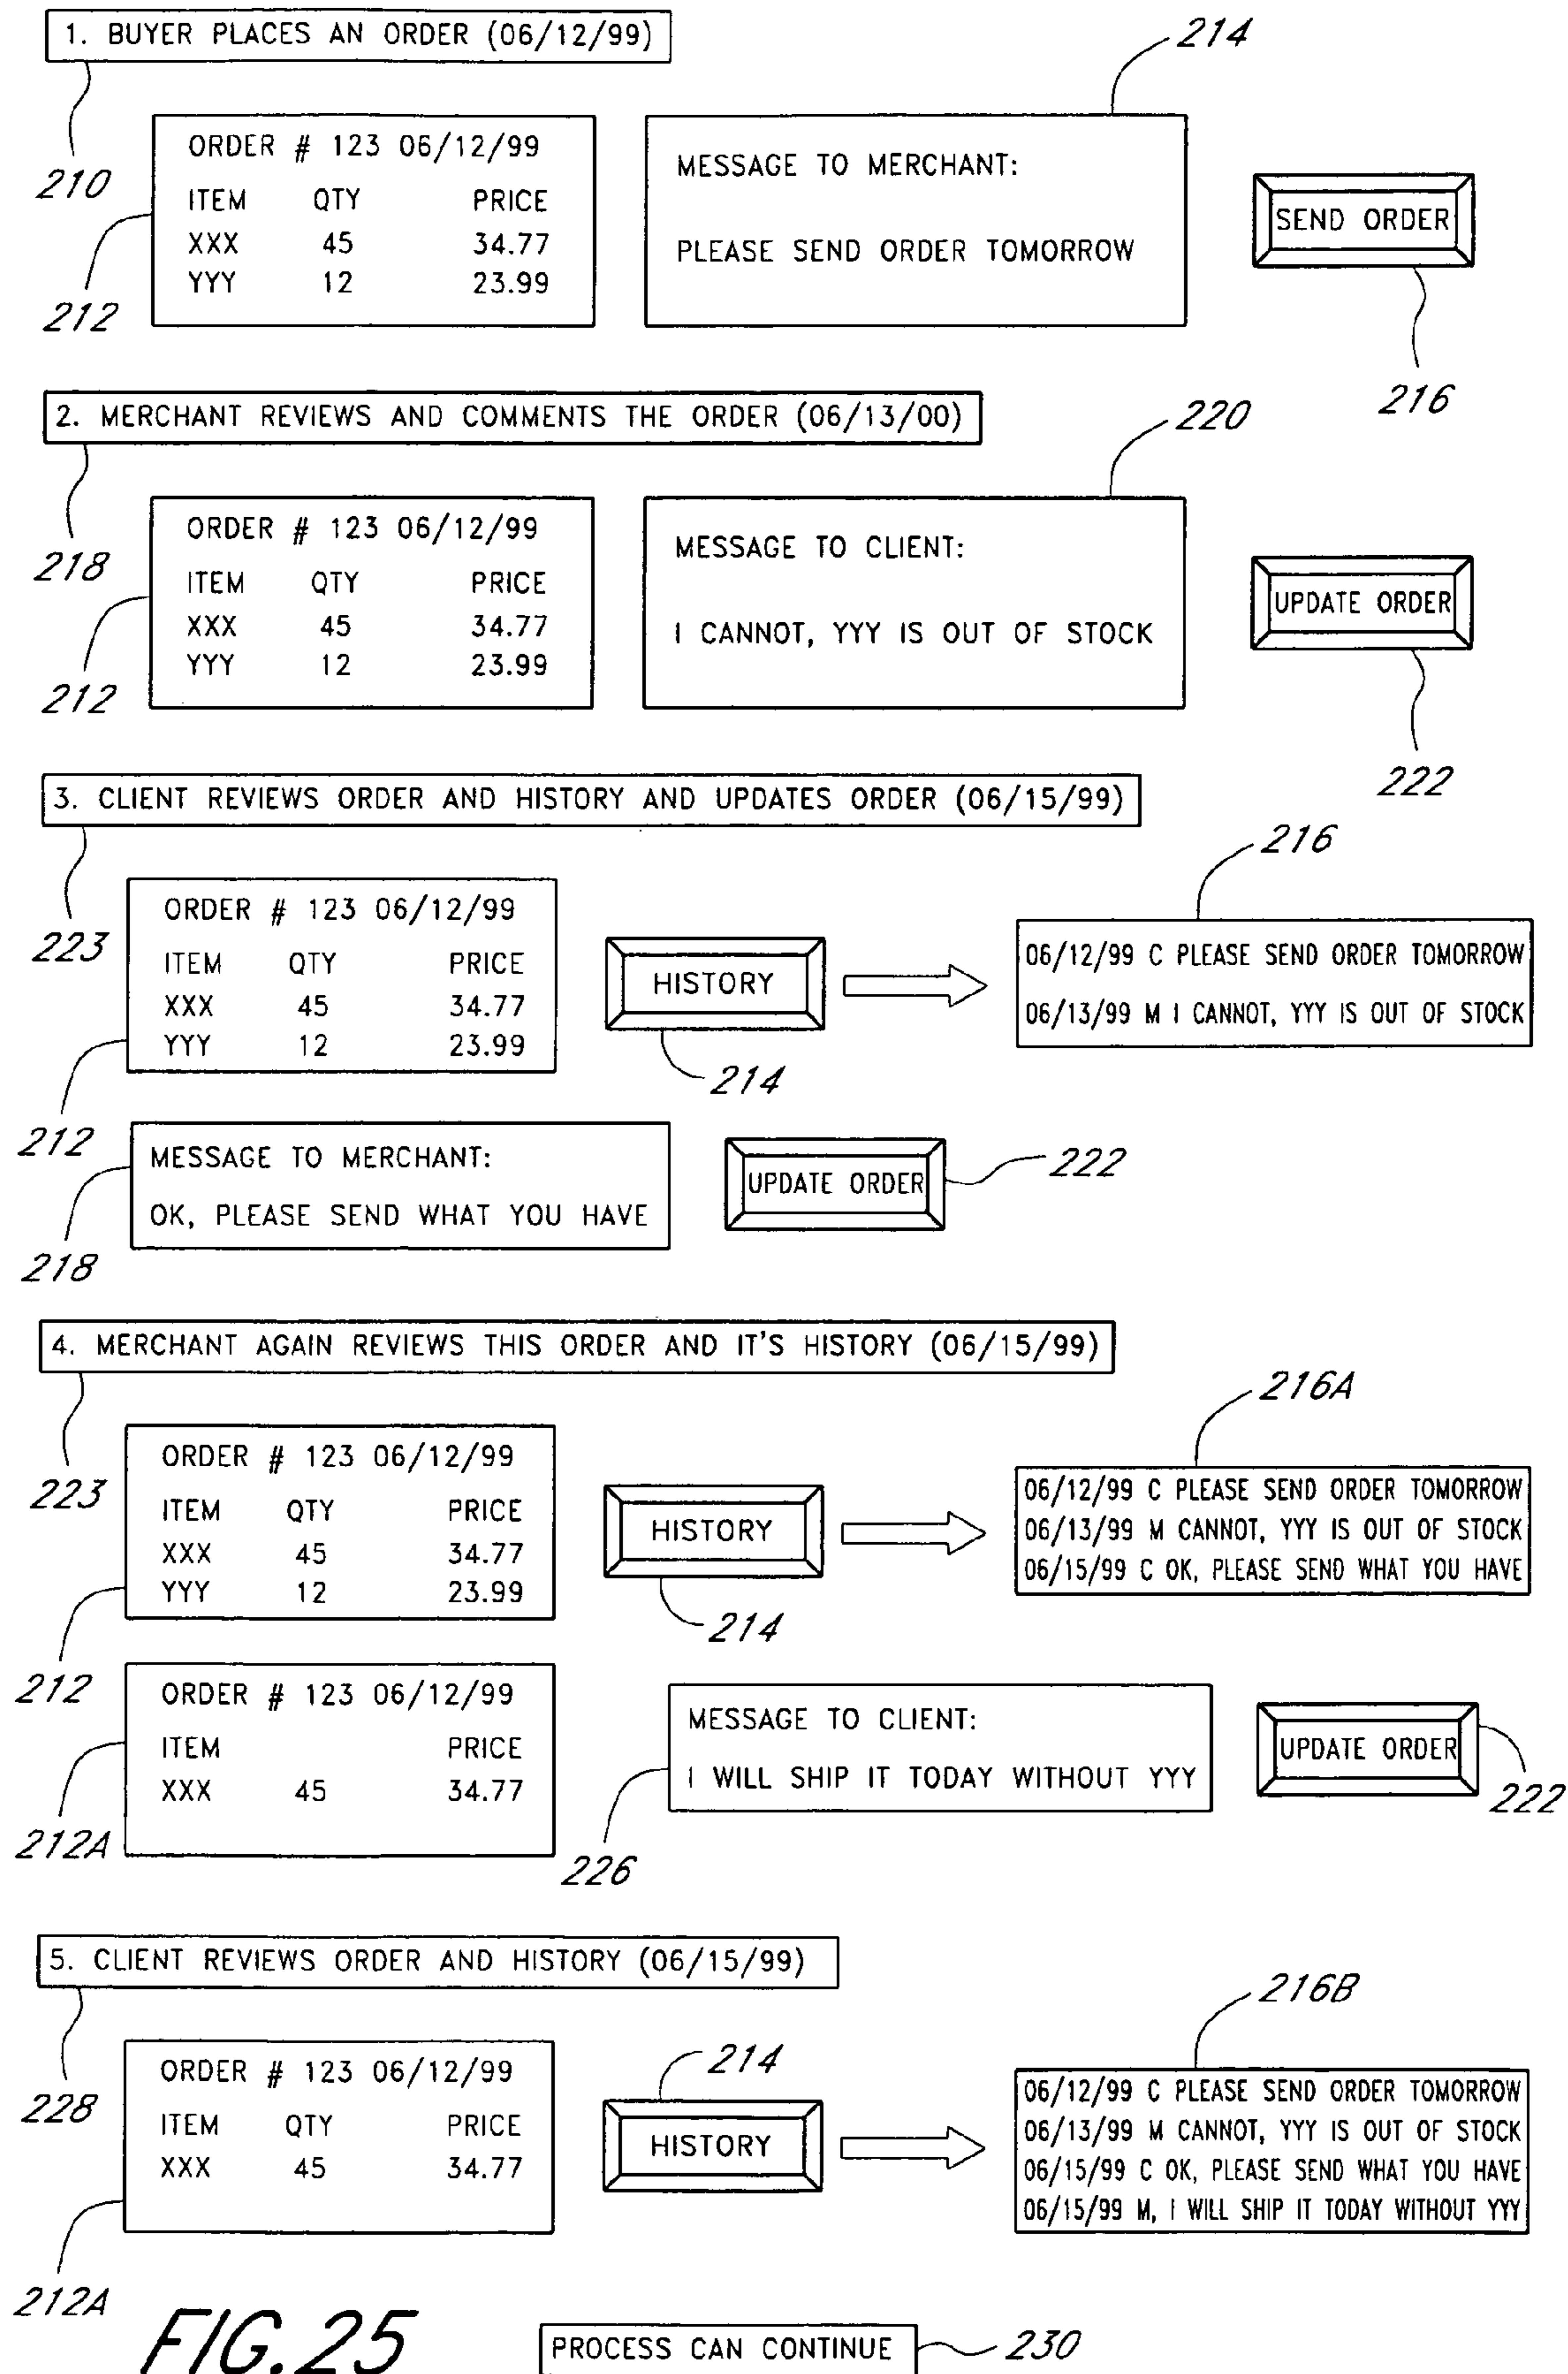 1. BUYER PLACES AN ORDER (06/12/99)
214
210
ORDER # 123 06/12/99
ITEM QTY PRICE
XXX 45 34.77
YYY 12 23.99
212
MESSAGE TO MERCHANT:
PLEASE SEND ORDER TOMORROW
SEND ORDER
216
2. MERCHANT REVIEWS AND COMMENTS THE ORDER (06/13/00)
220
218
ORDER # 123 06/12/99
ITEM QTY PRICE
XXX 45 34.77
YYY 12 23.99
212
MESSAGE TO CLIENT:
I CANNOT, YYY IS OUT OF STOCK
UPDATE ORDER
222
3. CLIENT REVIEWS ORDER AND HISTORY AND UPDATES ORDER (06/15/99)
216
223
ORDER # 123 06/12/99
ITEM QTY PRICE
XXX 45 34.77
YYY 12 23.99
212
HISTORY
214
06/12/99 C PLEASE SEND ORDER TOMORROW
06/13/99 M I CANNOT, YYY IS OUT OF STOCK
MESSAGE TO MERCHANT:
OK, PLEASE SEND WHAT YOU HAVE
218
UPDATE ORDER
222
4. MERCHANT AGAIN REVIEWS THIS ORDER AND IT'S HISTORY (06/15/99)
216A
223
ORDER # 123 06/12/99
ITEM QTY PRICE
XXX 45 34.77
YYY 12 23.99
212
HISTORY
214
06/12/99 C PLEASE SEND ORDER TOMORROW
06/13/99 M CANNOT, YYY IS OUT OF STOCK
06/15/99 C OK, PLEASE SEND WHAT YOU HAVE
ORDER # 123 06/12/99
ITEM PRICE
XXX 45 34.77
212A
MESSAGE TO CLIENT:
I WILL SHIP IT TODAY WITHOUT YYY
226
UPDATE ORDER
222
5. CLIENT REVIEWS ORDER AND HISTORY (06/15/99)
216B
228
ORDER # 123 06/12/99
ITEM QTY PRICE
XXX 45 34.77
212A
214
HISTORY
06/12/99 C PLEASE SEND ORDER TOMORROW
06/13/99 M CANNOT, YYY IS OUT OF STOCK
06/15/99 C OK, PLEASE SEND WHAT YOU HAVE
06/15/99 M, I WILL SHIP IT TODAY WITHOUT YYY
FIG.25
PROCESS CAN CONTINUE
230